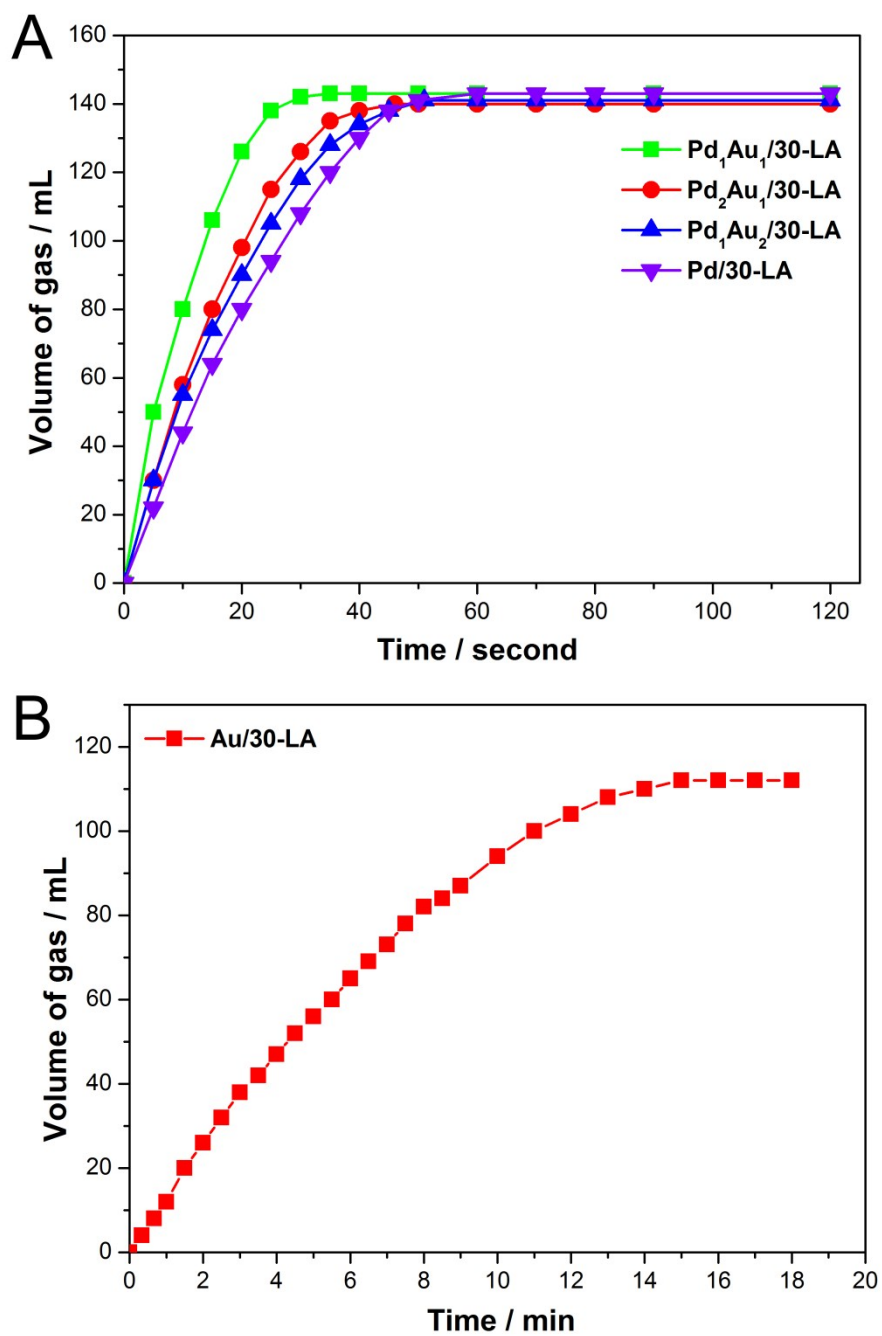 A
160
140
120
100
80
60
40
20
0
Volume of gas / mL
Pd₁Au₁/30-LA
Pd₂Au₁/30-LA
Pd₁Au₂/30-LA
Pd/30-LA
0 20 40 60 80 100 120
Time / second
B
Au/30-LA
120
100
80
60
40
20
0
Volume of gas / mL
0 2 4 6 8 10 12 14 16 18 20
Time / min